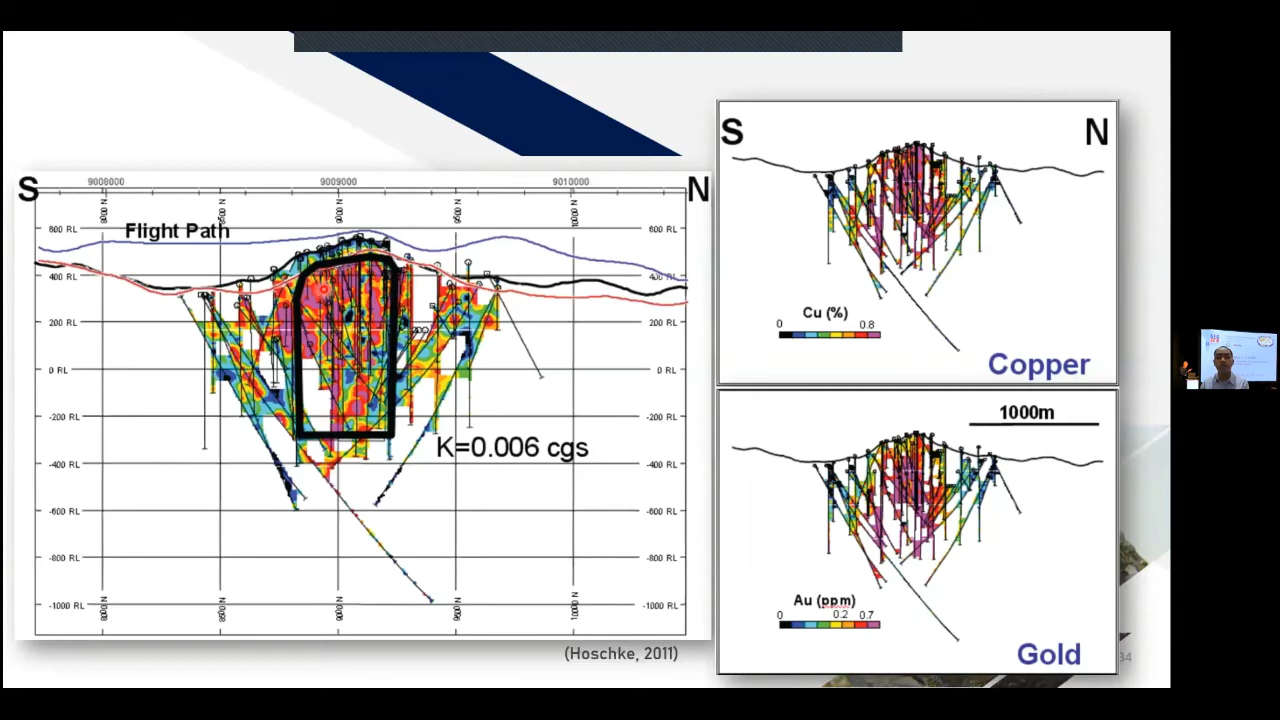 S
N
9008000
9009000
9010000
Flight Path
600 RL
600 RL
400 RL
400 RL
200 RL
200 RL
0 RL
0 RL
-200 RL
-200 RL
K=0.006 cgs
-400 RL
-400 RL
-600 RL
-600 RL
-800 RL
-800 RL
-1000 RL
-1000 RL
(Hoschke, 2011)
S
N
Cu (%)
0
0.8
Copper
1000m
Au (ppm)
0
0.2
0.7
Gold
34